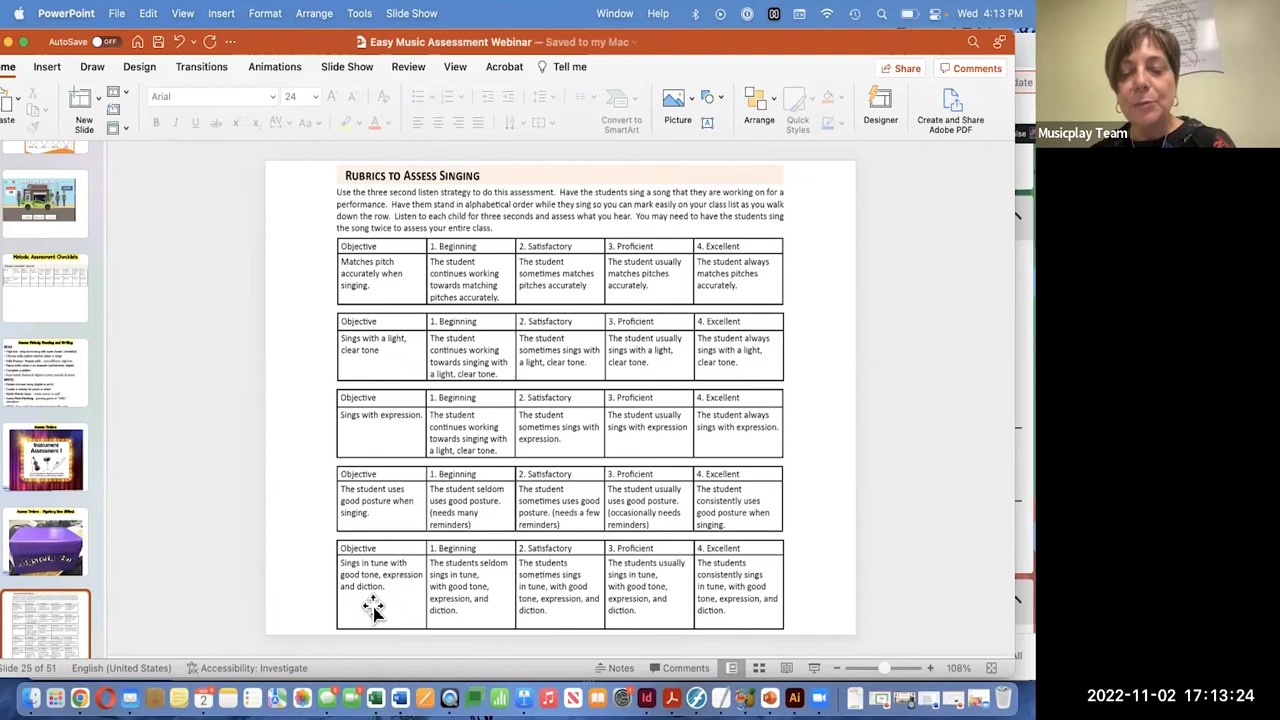 PowerPoint File Edit View Insert Format Arrange Tools Slide Show Window Help Wed 4:13 PM
AutoSave OFF Easy Music Assessment Webinar — Saved to my Mac
Insert Draw Design Transitions Animations Slide Show Review View Acrobat Tell me Share Comments
Arial 24
New
Slide
Convert to
SmartArt
Picture
Arrange
Quick
Styles
Designer
Create and Share
Adobe PDF
Musicplay Team
Melodic Assessment Checklists
Instrument
Assessment I
RUBRICS TO ASSESS SINGING
Use the three second listen strategy to do this assessment. Have the students sing a song that they are working on for a
performance. Have them stand in alphabetical order while they sing so you can mark easily on your class list as you walk
down the row. Listen to each child for three seconds and assess what you hear. You may need to have the students sing
the song twice to assess your entire class.
Objective 1. Beginning 2. Satisfactory 3. Proficient 4. Excellent
Matches pitch The student The student The student usually The student always
accurately when continues working sometimes matches matches pitches matches pitches
singing. towards matching pitches accurately accurately. accurately.
pitches accurately.
Objective 1. Beginning 2. Satisfactory 3. Proficient 4. Excellent
Sings with a light, The student The student The student usually The student always
clear tone continues working sometimes sings with sings with a light, sings with a light,
towards singing with a light, clear tone. clear tone. clear tone.
a light, clear tone.
Objective 1. Beginning 2. Satisfactory 3. Proficient 4. Excellent
Sings with expression. The student The student The student usually The student always
continues working sometimes sings with sings with expression sings with expression.
towards singing with expression.
a light, clear tone.
Objective 1. Beginning 2. Satisfactory 3. Proficient 4. Excellent
The student uses The student seldom The student The student usually The student
good posture when uses good posture. sometimes uses good uses good posture. consistently uses
singing. (needs many posture. (needs a few (occasionally needs good posture when
reminders) reminders) reminders) singing.
Objective 1. Beginning 2. Satisfactory 3. Proficient 4. Excellent
Sings in tune with The students seldom The students The students usually The students
good tone, expression sings in tune, sometimes sings sings in tune, consistently sings
and diction. with good tone, in tune, with good with good tone, in tune, with good
expression, and tone, expression, and expression, and tone, expression, and
diction. diction. diction. diction.
Slide 25 of 51 English (United States) Accessibility: Investigate Notes Comments 108%
2022-11-02 17:13:24